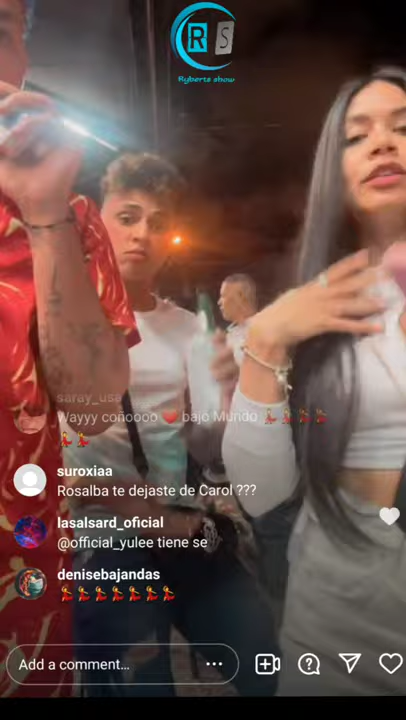 RS
Ryberts show
saray_usa
Wayyy coñoooo ❤️ bajo Mundo 💃💃💃💃
💃💃
suroxiaa
Rosalba te dejaste de Carol ???
lasalsard_oficial
@official_yulee tiene se
denisebajandas
💃💃💃💃💃💃💃
Add a comment…